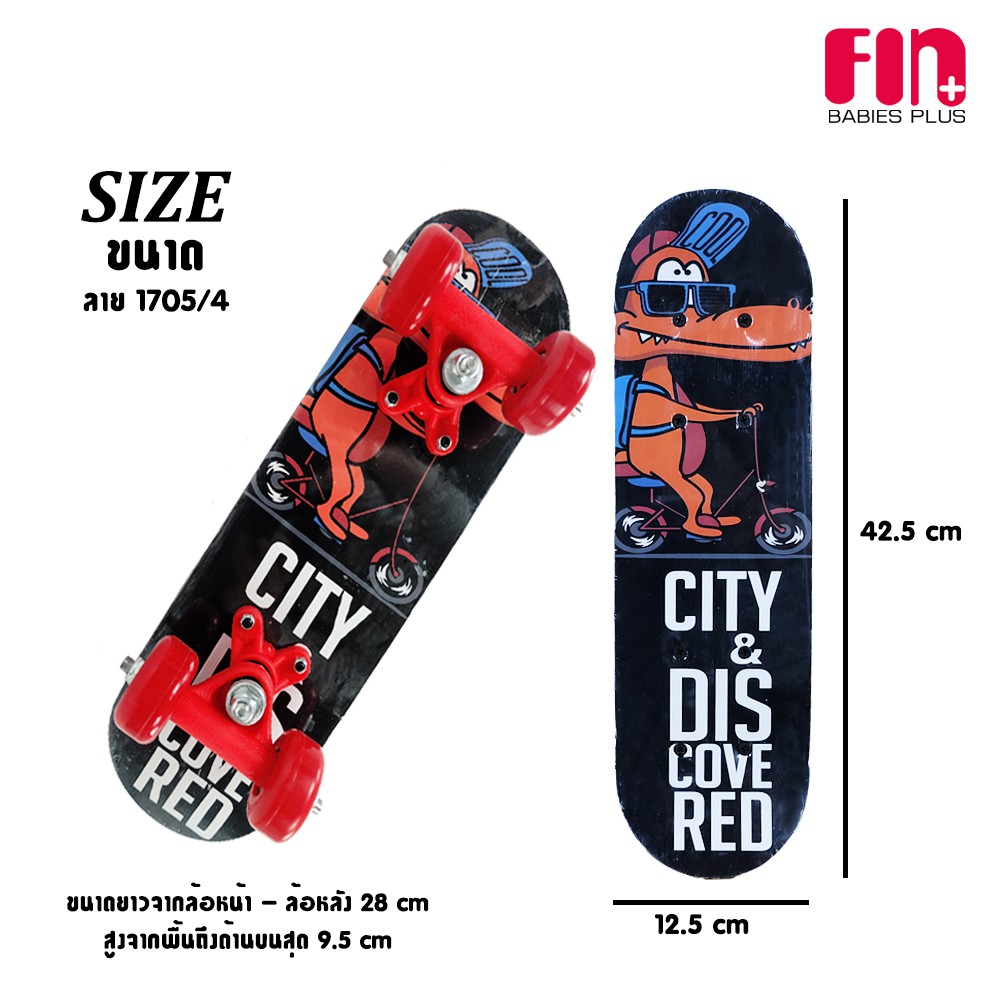 FIN+
BABIES PLUS
SIZE
ขนาด
ลาย 1705/4
COOL
CITY
DIS
COVE
RED
COOL
CITY
&
DIS
COVE
RED
42.5 cm
12.5 cm
ขนาดยาวจากล้อหน้า – ล้อหลัง 28 cm
สูงจากพื้นถึงด้านบนสุด 9.5 cm